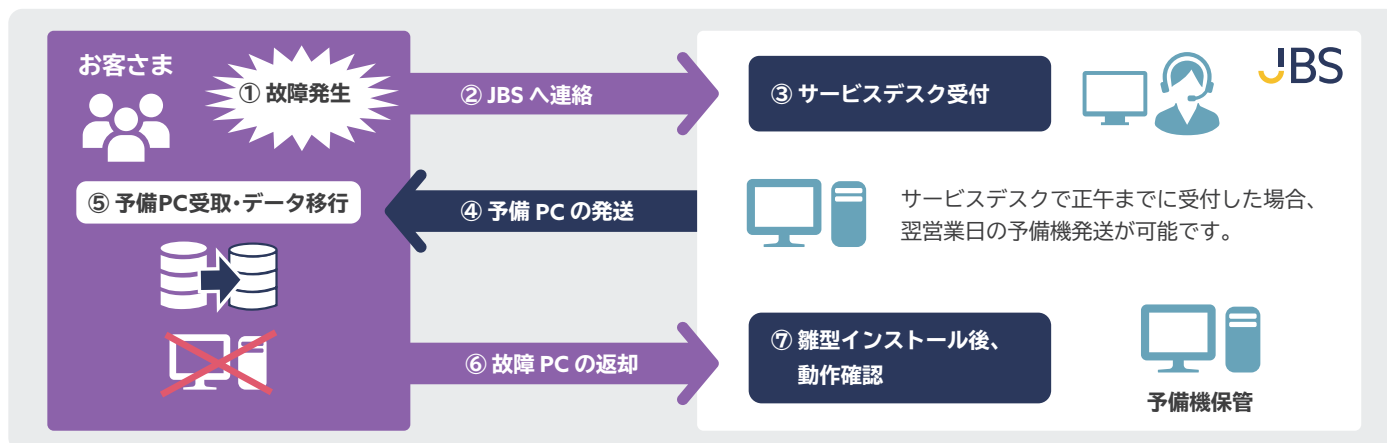 お客さま
① 故障発生
② JBS へ連絡
③ サービスデスク受付
JBS
⑤ 予備PC受取・データ移行
④ 予備 PC の発送
サービスデスクで正午までに受付した場合、
翌営業日の予備機発送が可能です。
⑥ 故障 PC の返却
⑦ 雛型インストール後、
動作確認
予備機保管